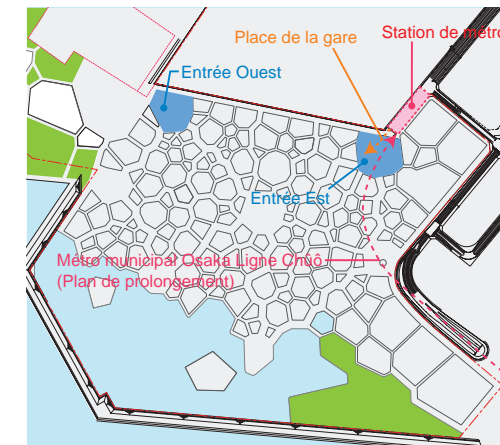 Place de la gare
Station de métro
Entrée Ouest
Entrée Est
Métro municipal Osaka Ligne Chûô
(Plan de prolongement)